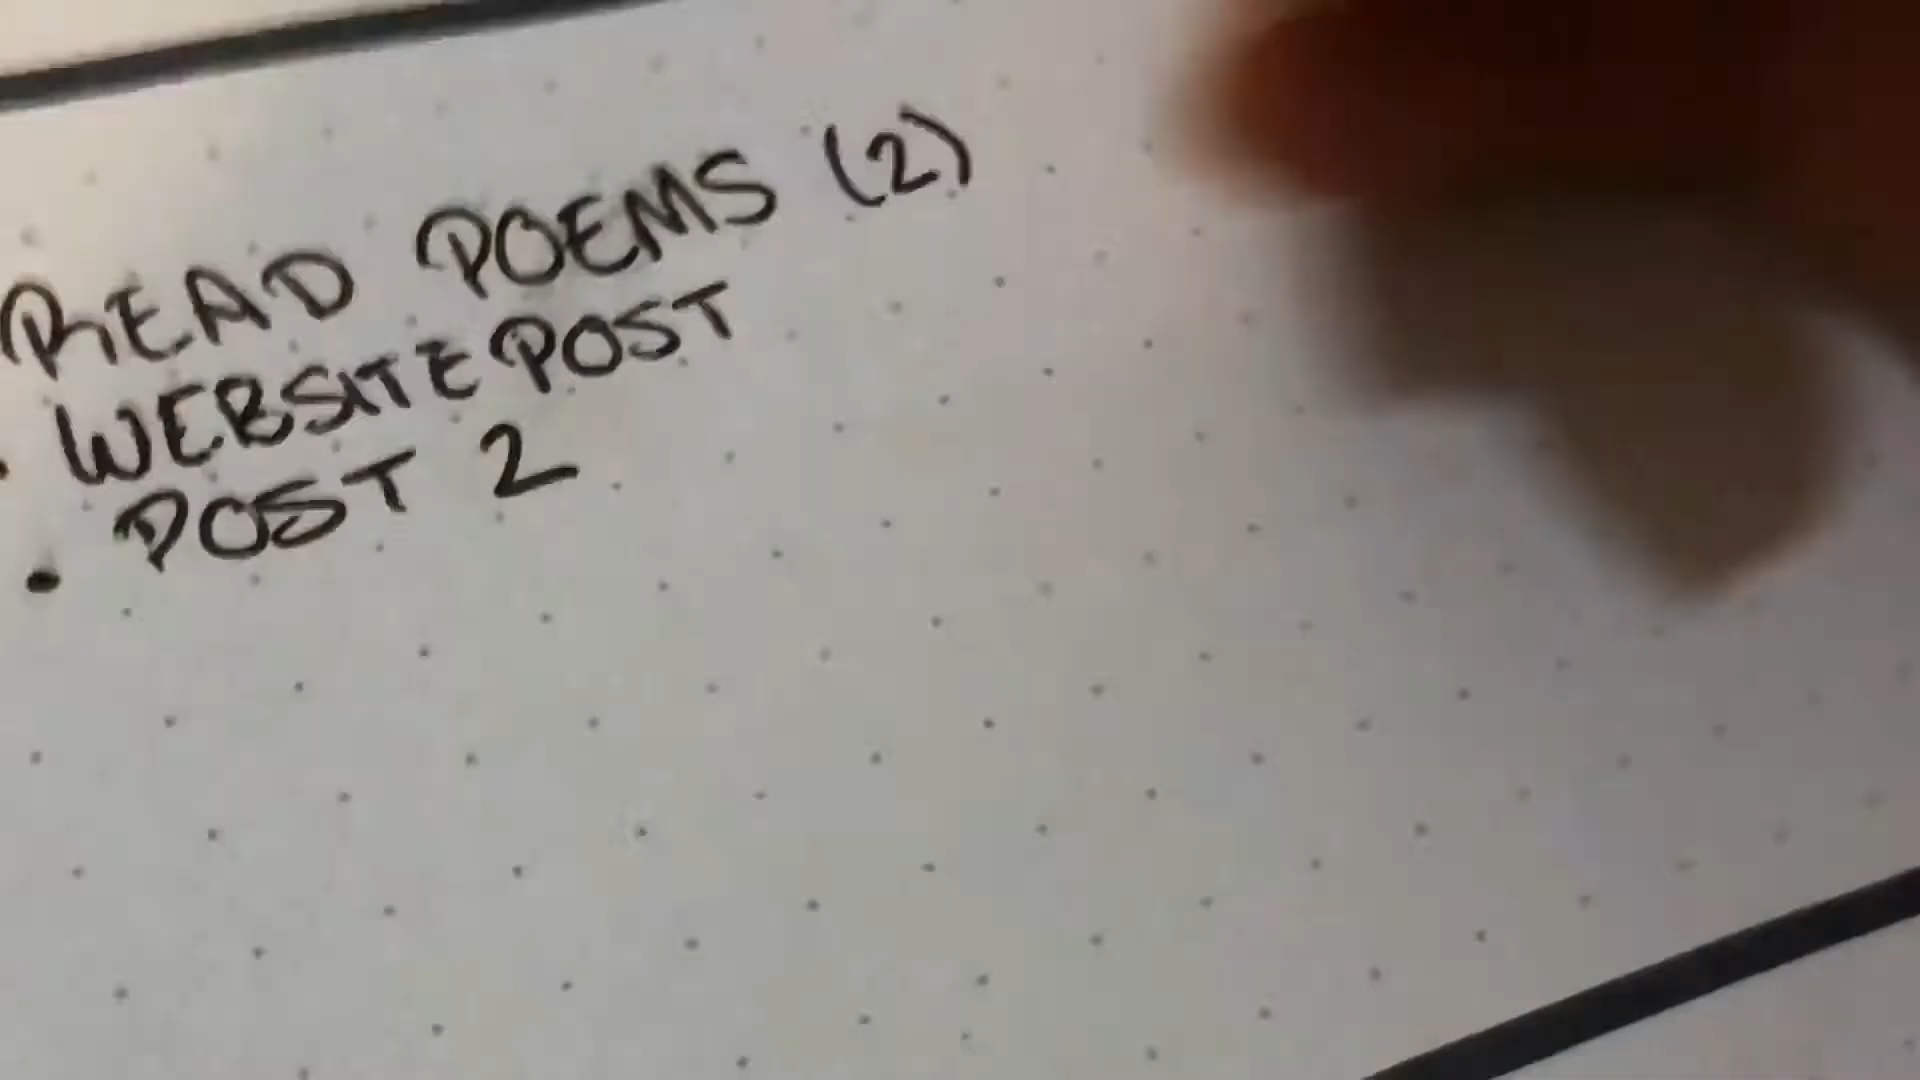 READ POEMS (2)
• WEBSITE POST
• POST 2